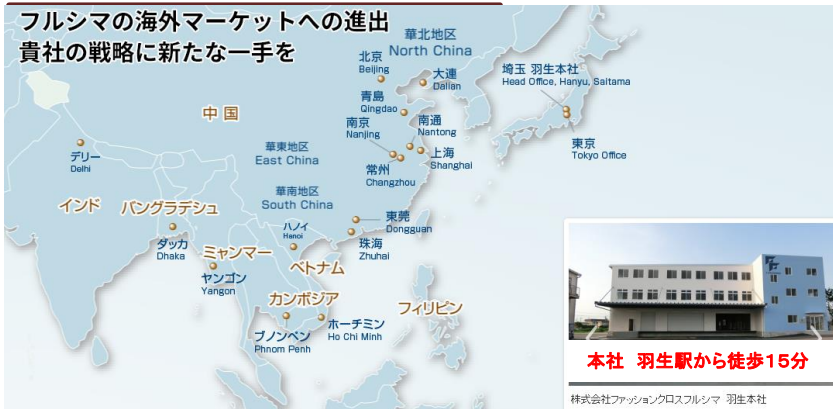 フルシマの海外マーケットへの進出
貴社の戦略に新たな一手を
華北地区
North China
北京
Beijing
大連
Dalian
埼玉 羽生本社
Head Office, Hanyu, Saitama
青島
Qingdao
中国
南京
Nanjing
南通
Nantong
東京
Tokyo Office
デリー
Delhi
華東地区
East China
上海
Shanghai
常州
Changzhou
華南地区
South China
インド
バングラデシュ
ハノイ
Hanoi
東莞
Dongguan
ダッカ
Dhaka
ミャンマー
珠海
Zhuhai
ベトナム
ヤンゴン
Yangon
カンボジア
フィリピン
プノンペン
Phnom Penh
ホーチミン
Ho Chi Minh
本社 羽生駅から徒歩15分
株式会社ファッションクロスフルシマ 羽生本社